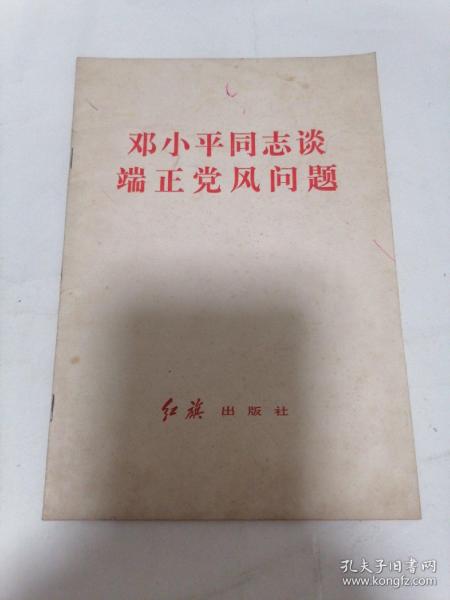 邓小平同志谈
端正党风问题
红旗 出版社
孔夫子旧书网
www.kongfz.com